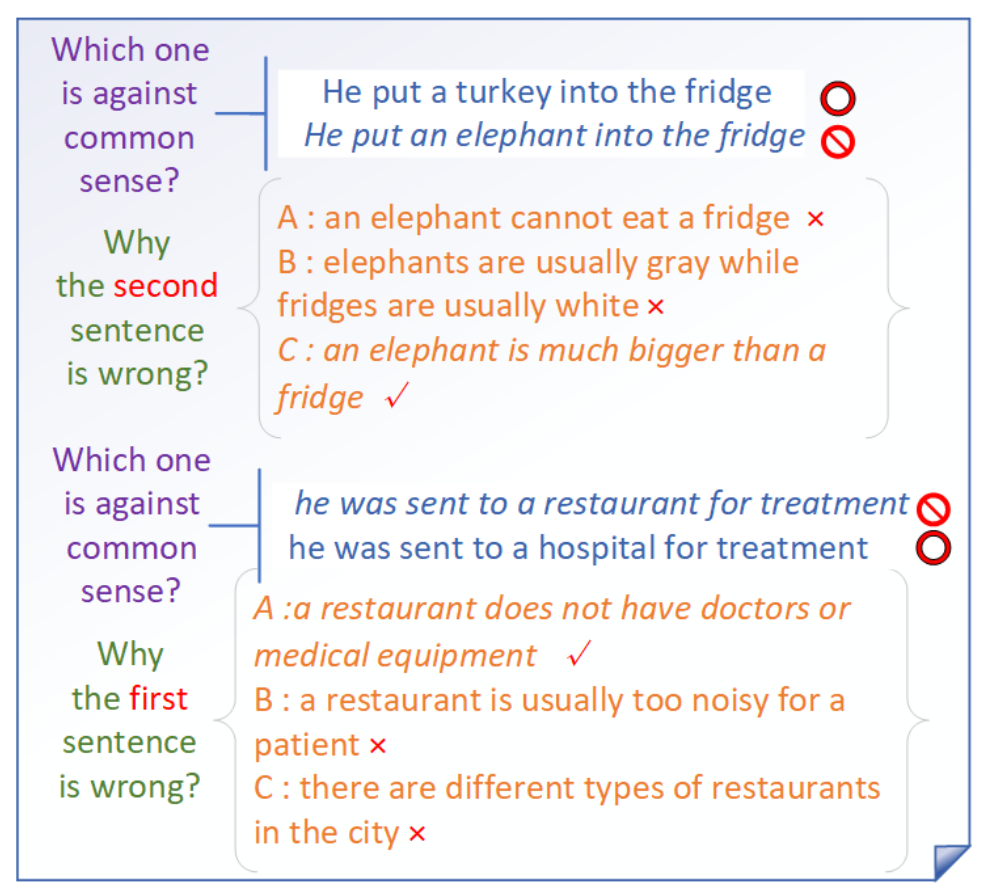 Which one
is against
common
sense?
He put a turkey into the fridge
He put an elephant into the fridge
Why
the second
sentence
is wrong?
A : an elephant cannot eat a fridge ×
B : elephants are usually gray while
fridges are usually white ×
C : an elephant is much bigger than a
fridge ✓
Which one
is against
common
sense?
he was sent to a restaurant for treatment
he was sent to a hospital for treatment
Why
the first
sentence
is wrong?
A :a restaurant does not have doctors or
medical equipment ✓
B : a restaurant is usually too noisy for a
patient ×
C : there are different types of restaurants
in the city ×